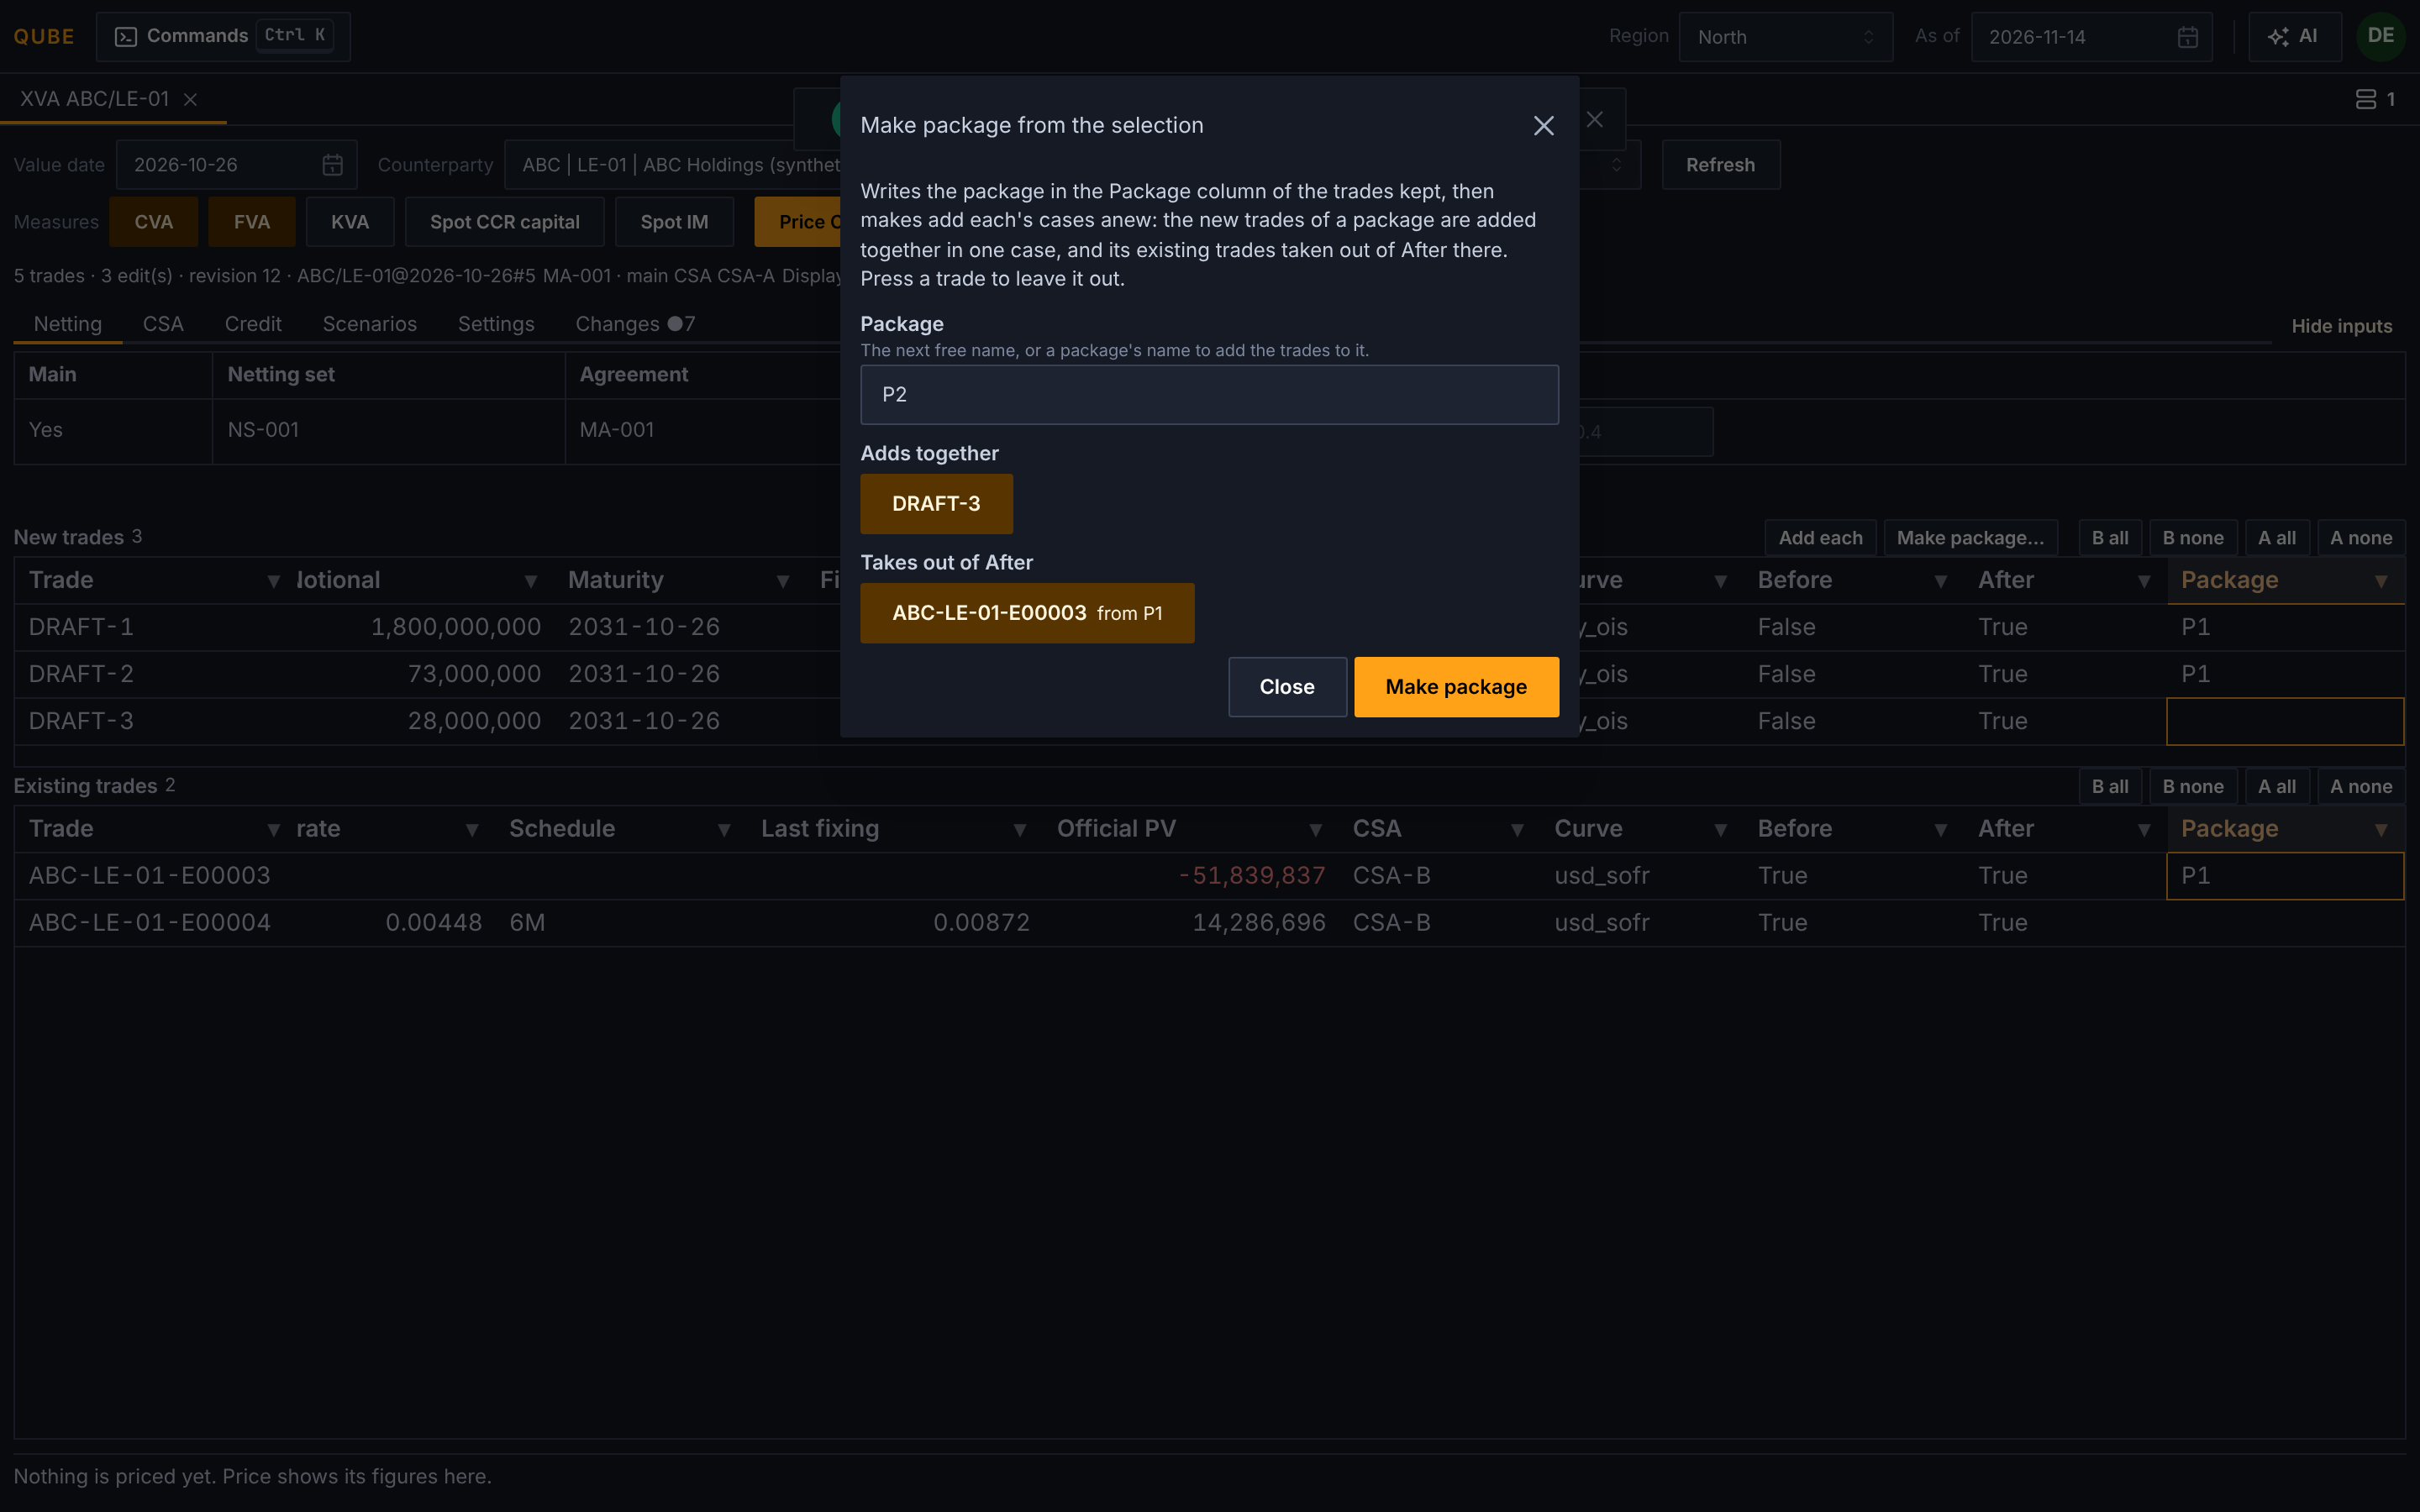 QUBE
Commands Ctrl K
Region North As of 2026-11-14 AI DE
XVA ABC/LE-01
1
Value date 2026-10-26 Counterparty ABC | LE-01 | ABC Holdings Refresh
Measures CVA FVA KVA Spot CCR capital Spot IM Price
5 trades · 3 edit(s) · revision 12 · ABC/LE-01@2026-10-26#5 MA-001 · main CSA CSA-A Display
Netting CSA Credit Scenarios Settings Changes 7
Hide inputs
Main Netting set Agreement
Yes NS-001 MA-001
Make package from the selection
Writes the package in the Package column of the trades kept, then
makes add each's cases anew: the new trades of a package are added
together in one case, and its existing trades taken out of After there.
Press a trade to leave it out.
Package
The next free name, or a package's name to add the trades to it.
P2
Adds together
DRAFT-3
Takes out of After
ABC-LE-01-E00003 from P1
Close Make package
New trades 3
Add each Make package... B all B none A all A none
Trade Maturity Before After Package
DRAFT-1 1,800,000,000 2031-10-26 False True P1
DRAFT-2 73,000,000 2031-10-26 False True P1
DRAFT-3 28,000,000 2031-10-26 False True
Existing trades 2
B all B none A all A none
Trade rate Schedule Last fixing Official PV CSA Curve Before After Package
ABC-LE-01-E00003 -51,839,837 CSA-B usd_sofr True True P1
ABC-LE-01-E00004 0.00448 6M 0.00872 14,286,696 CSA-B usd_sofr True True
Nothing is priced yet. Price shows its figures here.